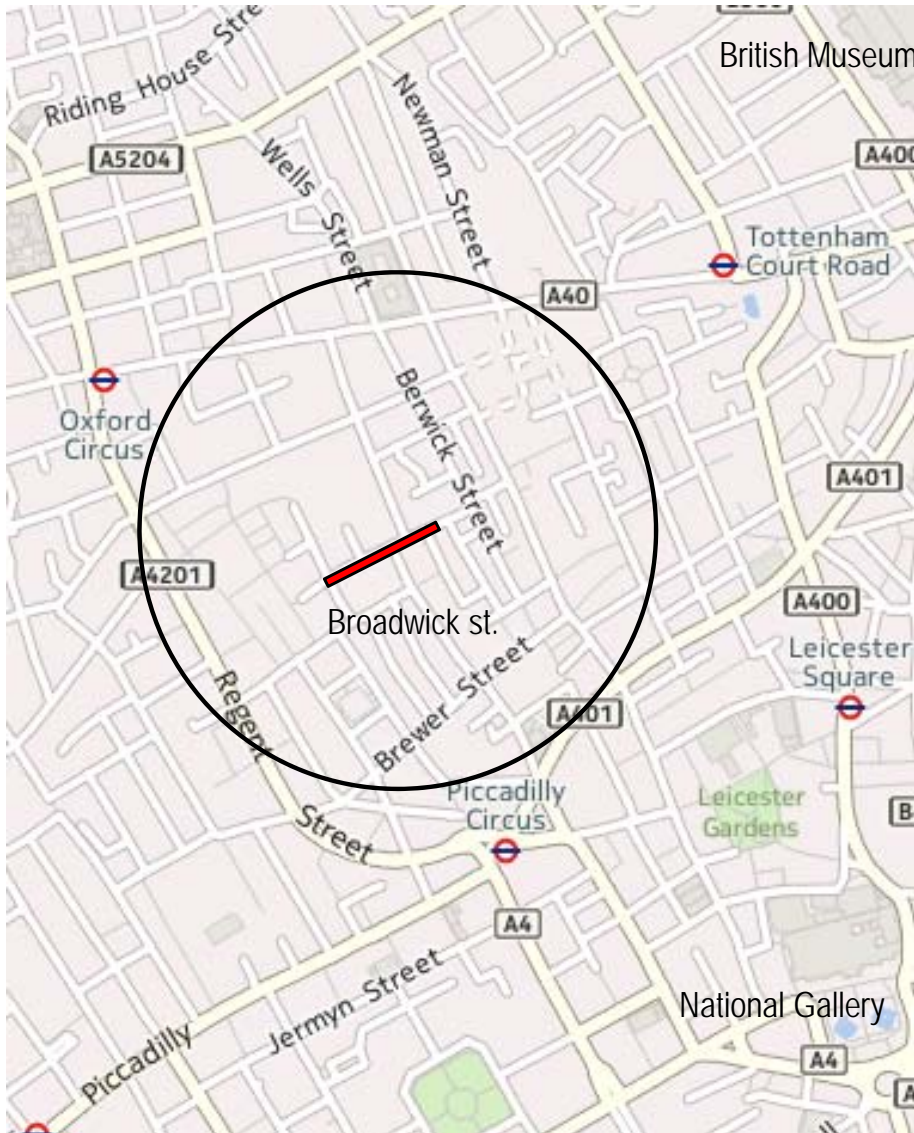 British Museum
Riding House Stre
Newman Street
A5204
Wells Street
A400
Tottenham
Court Road
A40
Oxford
Circus
Berwick Street
A401
A4201
Broadwick st.
A400
Leicester
Square
Regent Street
Brewer Street
A401
Piccadilly
Circus
Leicester
Gardens
B
A4
Jermyn Street
National Gallery
Piccadilly
A4
A